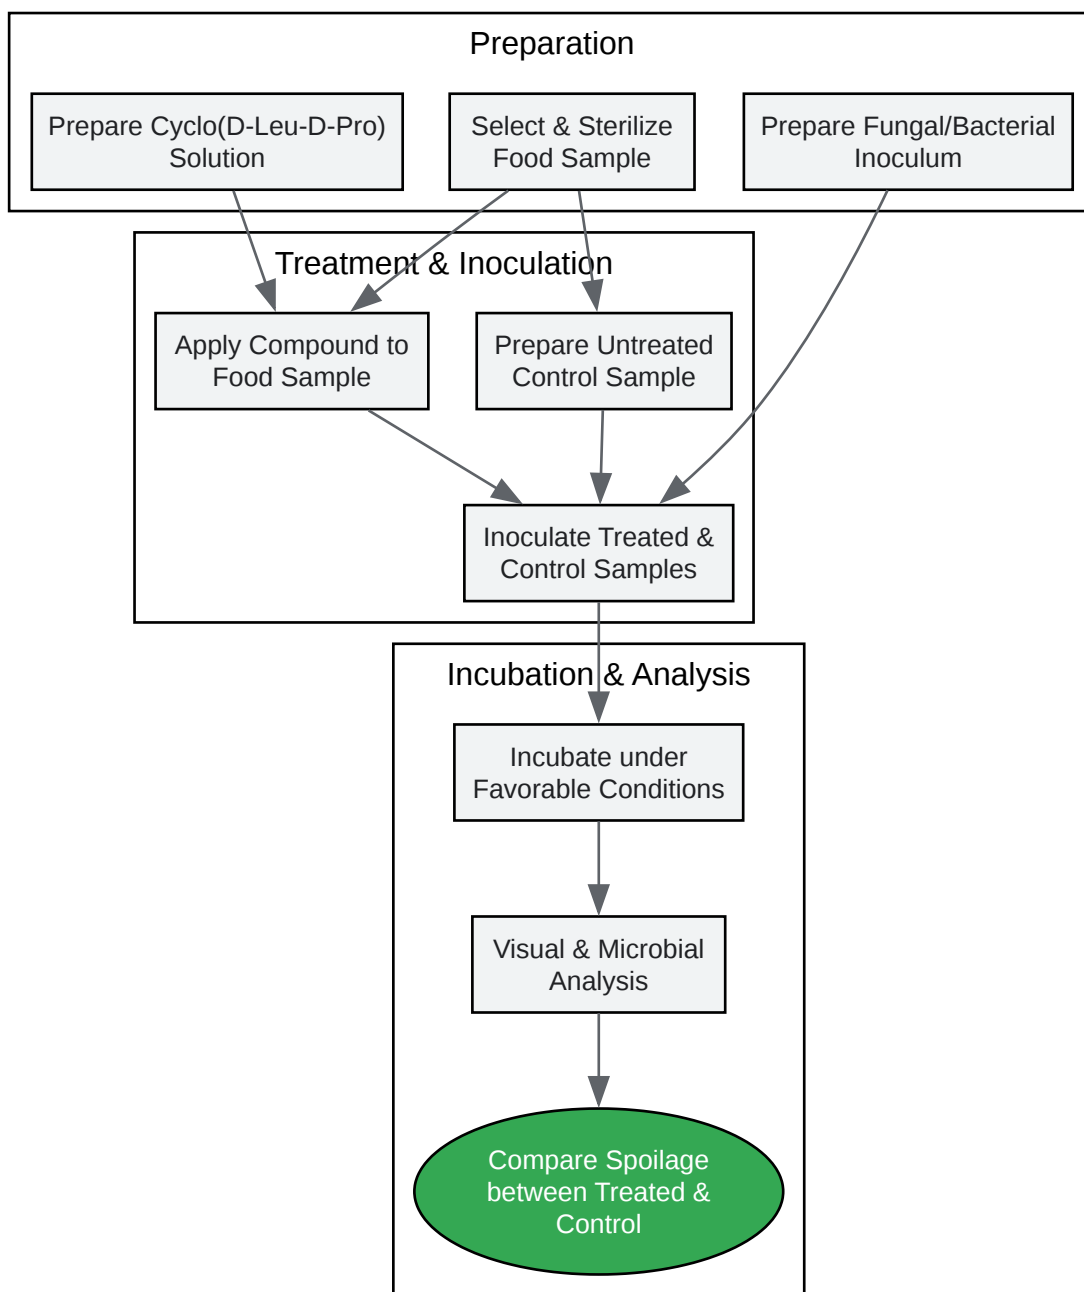 Preparation
Prepare Cyclo(D-Leu-D-Pro)
Solution
Select & Sterilize
Food Sample
Prepare Fungal/Bacterial
Inoculum
Treatment & Inoculation
Apply Compound to
Food Sample
Prepare Untreated
Control Sample
Inoculate Treated &
Control Samples
Incubation & Analysis
Incubate under
Favorable Conditions
Visual & Microbial
Analysis
Compare Spoilage
between Treated &
Control